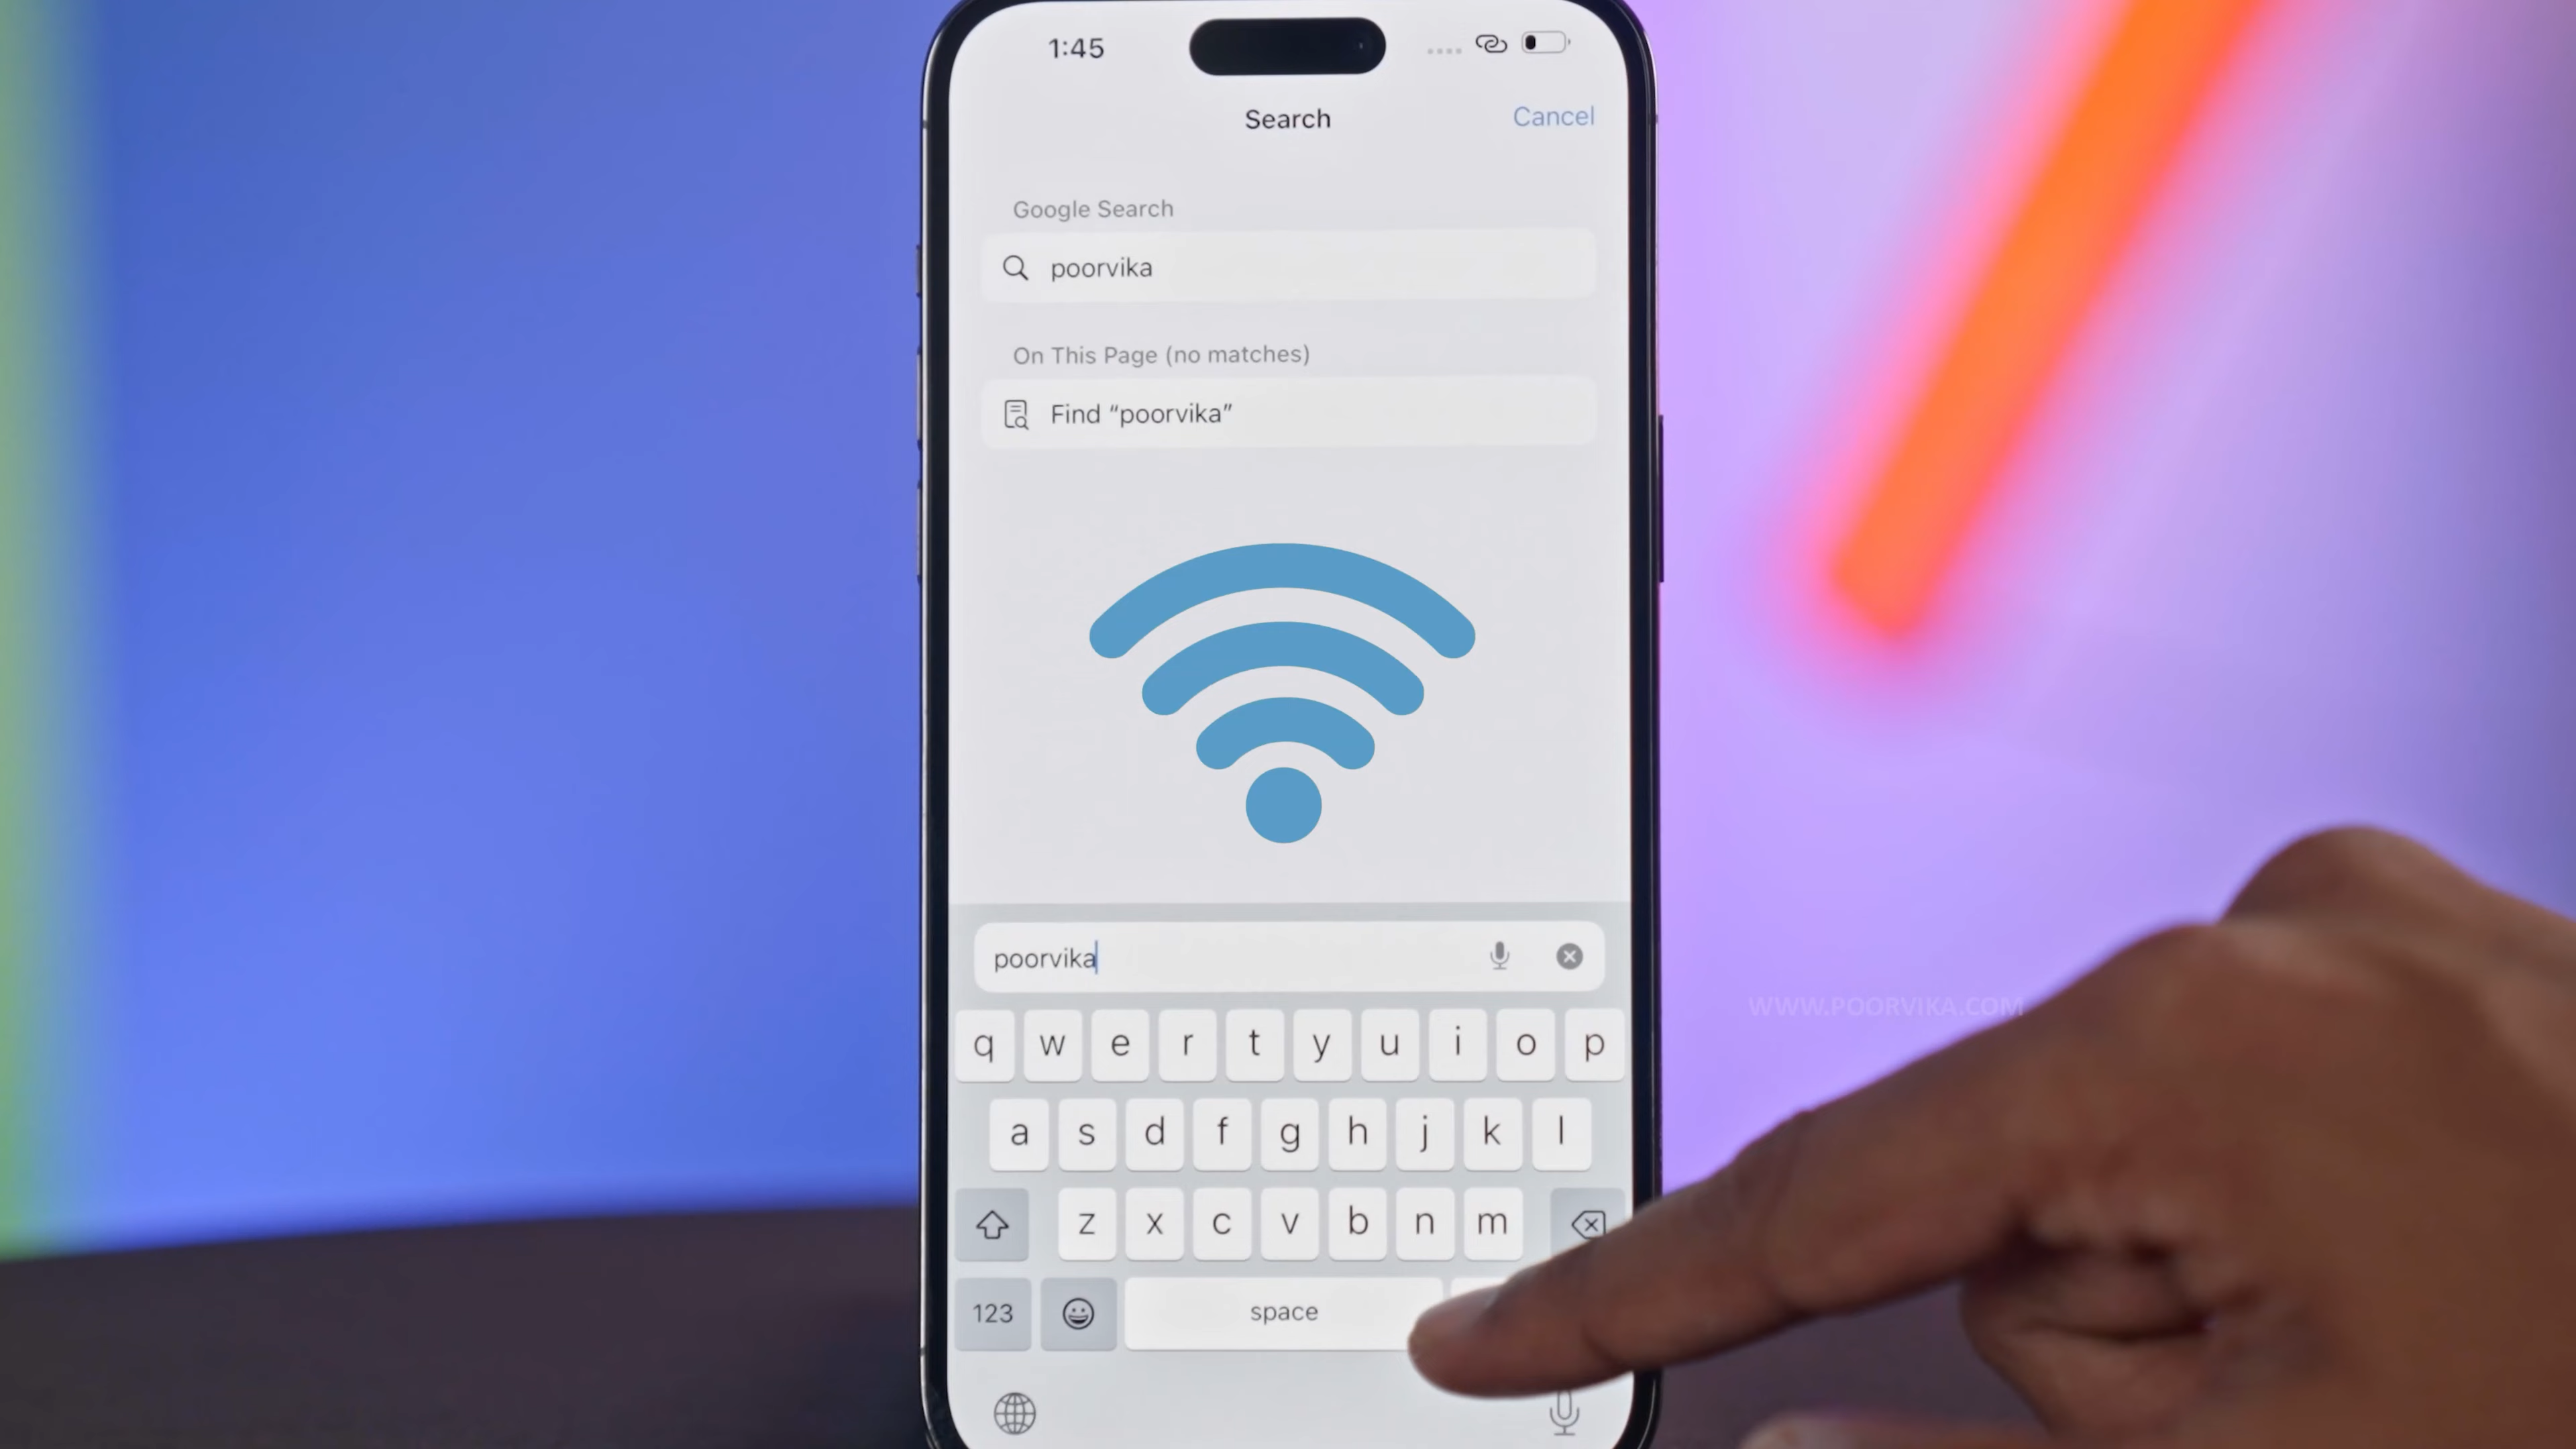 1:45
Search
Cancel
Google Search
poorvika
On This Page (no matches)
Find “poorvika”
poorvika
WWW.POORVIKA.COM
q w e r t y u i o p
a s d f g h j k l
z x c v b n m
123
space